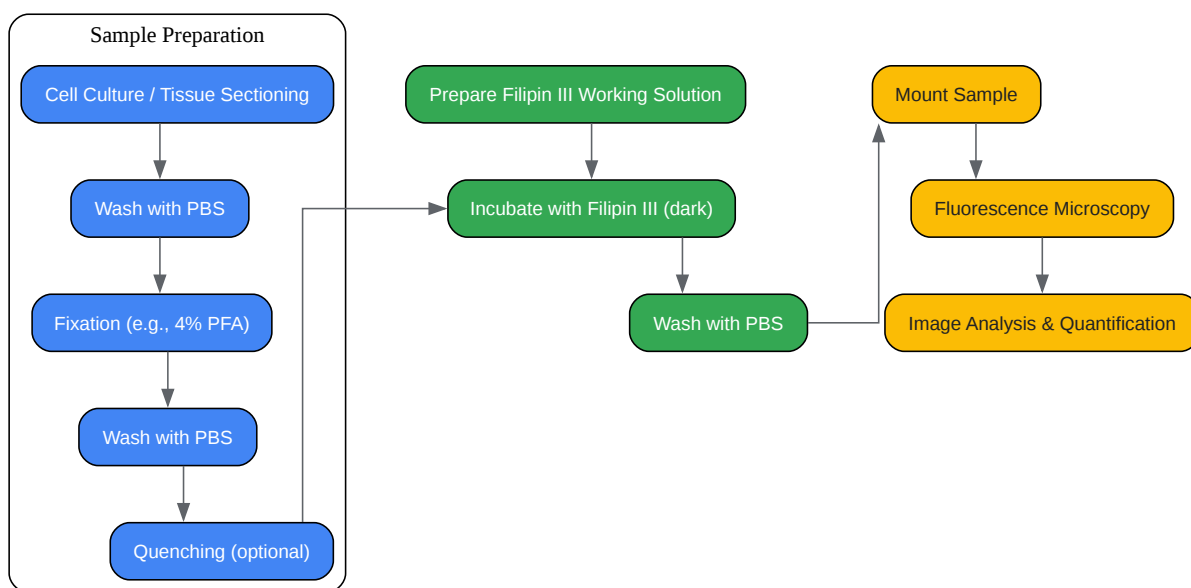 Sample Preparation
Cell Culture / Tissue Sectioning
Wash with PBS
Fixation (e.g., 4% PFA)
Wash with PBS
Quenching (optional)
Prepare Filipin III Working Solution
Incubate with Filipin III (dark)
Wash with PBS
Mount Sample
Fluorescence Microscopy
Image Analysis & Quantification